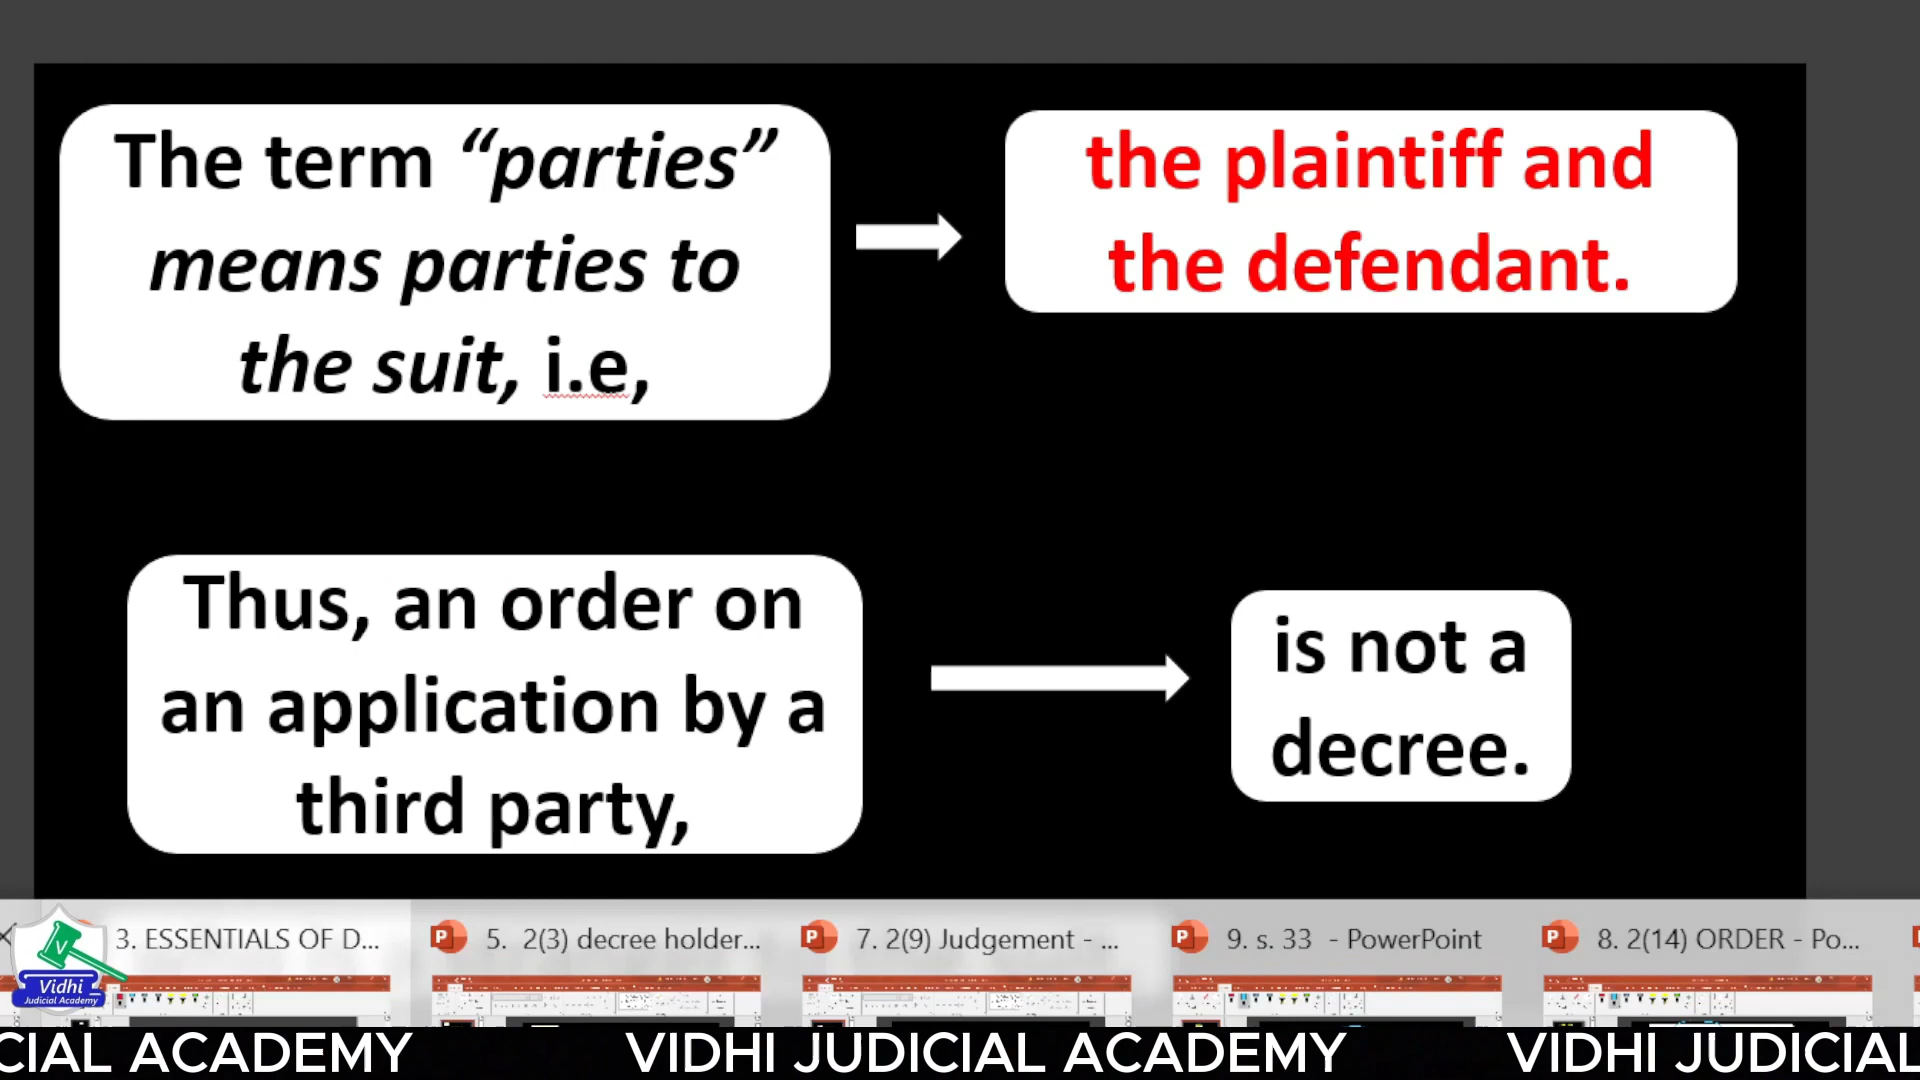 The term “parties”
means parties to
the suit, i.e,
the plaintiff and
the defendant.
Thus, an order on
an application by a
third party,
is not a
decree.
3. ESSENTIALS OF D...
5. 2(3) decree holder...
7. 2(9) Judgement - ...
9. s. 33 - PowerPoint
8. 2(14) ORDER - Po...
V
Vidhi
Judicial Academy
CIAL ACADEMY VIDHI JUDICIAL ACADEMY VIDHI JUDICIAL